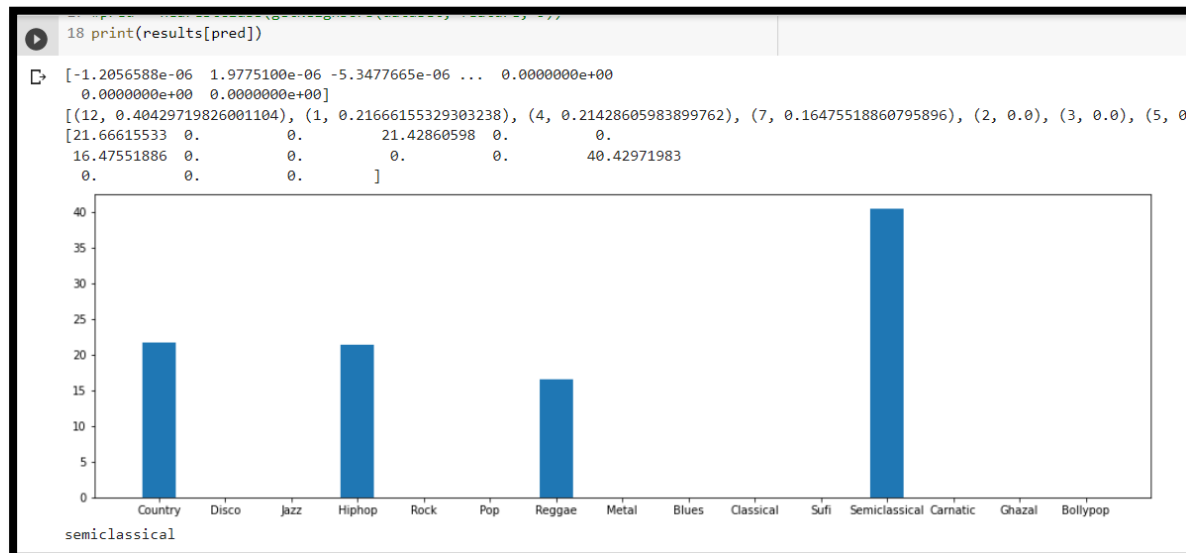 18 print(results[pred])
[-1.2056588e-06 1.9775100e-06 -5.3477665e-06 ... 0.0000000e+00
0.0000000e+00 0.0000000e+00]
[(12, 0.40429719826001104), (1, 0.21666155329303238), (4, 0.21428605983899762), (7, 0.16475518860795896), (2, 0.0), (3, 0.0), (5, 0
[21.66615533 0. 0. 21.42860598 0. 0.
16.47551886 0. 0. 0. 0. 40.42971983
0. 0. 0. ]
40
35
30
25
20
15
10
5
0
Country Disco Jazz Hiphop Rock Pop Reggae Metal Blues Classical Sufi Semiclassical Carnatic Ghazal Bollypop
semiclassical